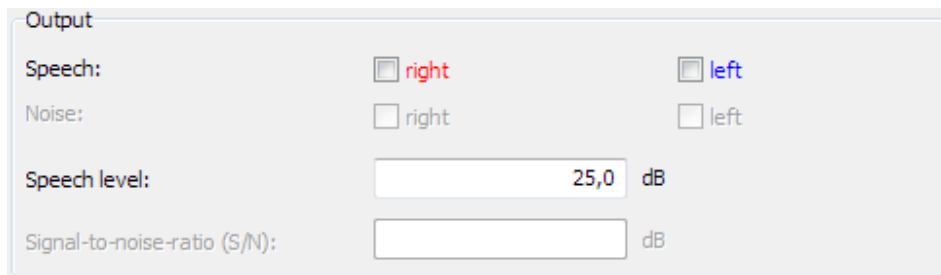 Output
Speech: right left
Noise: right left
Speech level: 25,0 dB
Signal-to-noise-ratio (S/N): dB